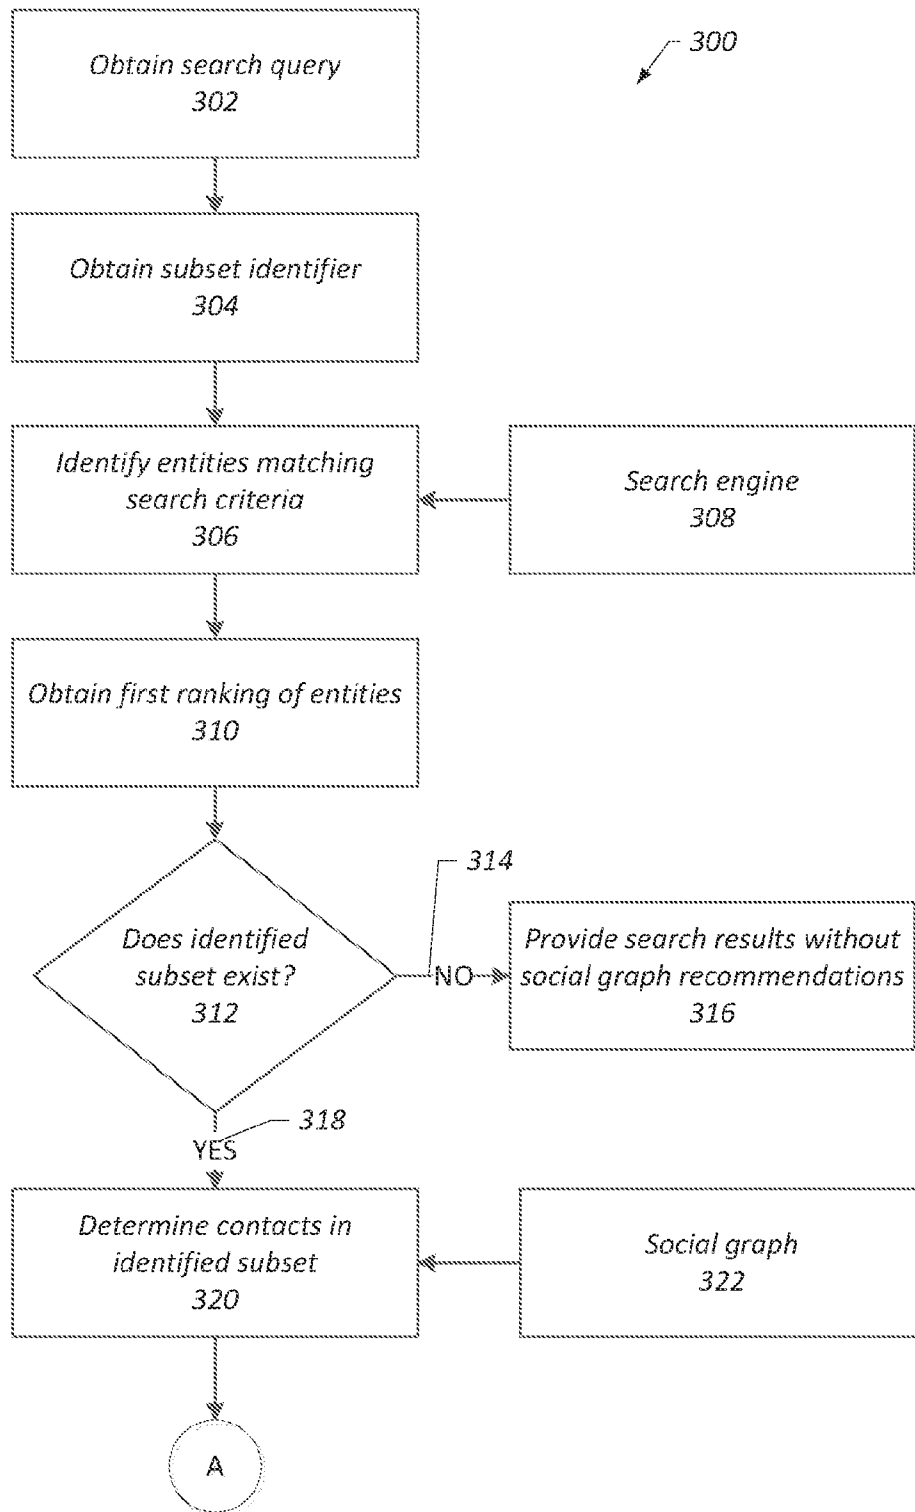 Obtain search query
302
300
Obtain subset identifier
304
Identify entities matching
search criteria
306
Search engine
308
Obtain first ranking of entities
310
314
Does identified
subset exist?
312
NO
Provide search results without
social graph recommendations
316
318
YES
Determine contacts in
identified subset
320
Social graph
322
A